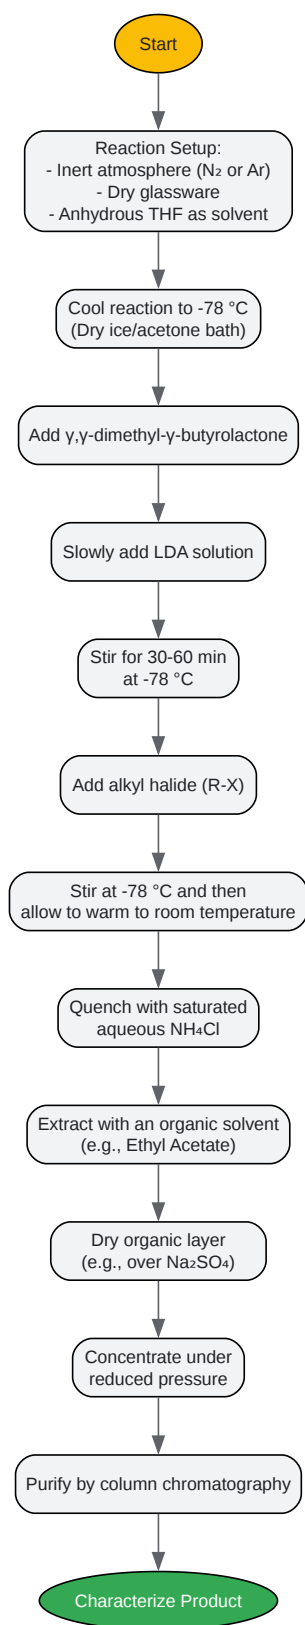 Start
Reaction Setup:
- Inert atmosphere (N₂ or Ar)
- Dry glassware
- Anhydrous THF as solvent
Cool reaction to -78 °C
(Dry ice/acetone bath)
Add γ,γ-dimethyl-γ-butyrolactone
Slowly add LDA solution
Stir for 30-60 min
at -78 °C
Add alkyl halide (R-X)
Stir at -78 °C and then
allow to warm to room temperature
Quench with saturated
aqueous NH₄Cl
Extract with an organic solvent
(e.g., Ethyl Acetate)
Dry organic layer
(e.g., over Na₂SO₄)
Concentrate under
reduced pressure
Purify by column chromatography
Characterize Product